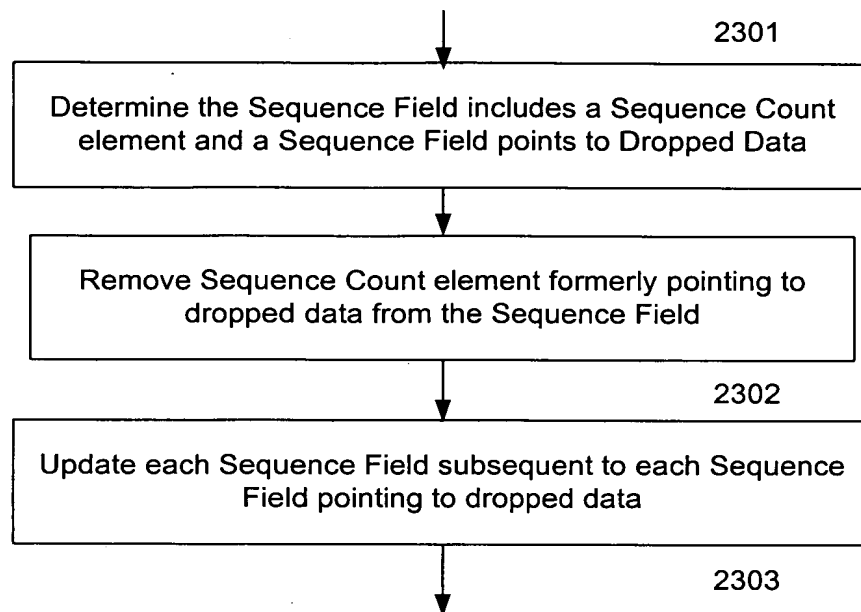 2301
Determine the Sequence Field includes a Sequence Count
element and a Sequence Field points to Dropped Data
Remove Sequence Count element formerly pointing to
dropped data from the Sequence Field
2302
Update each Sequence Field subsequent to each Sequence
Field pointing to dropped data
2303